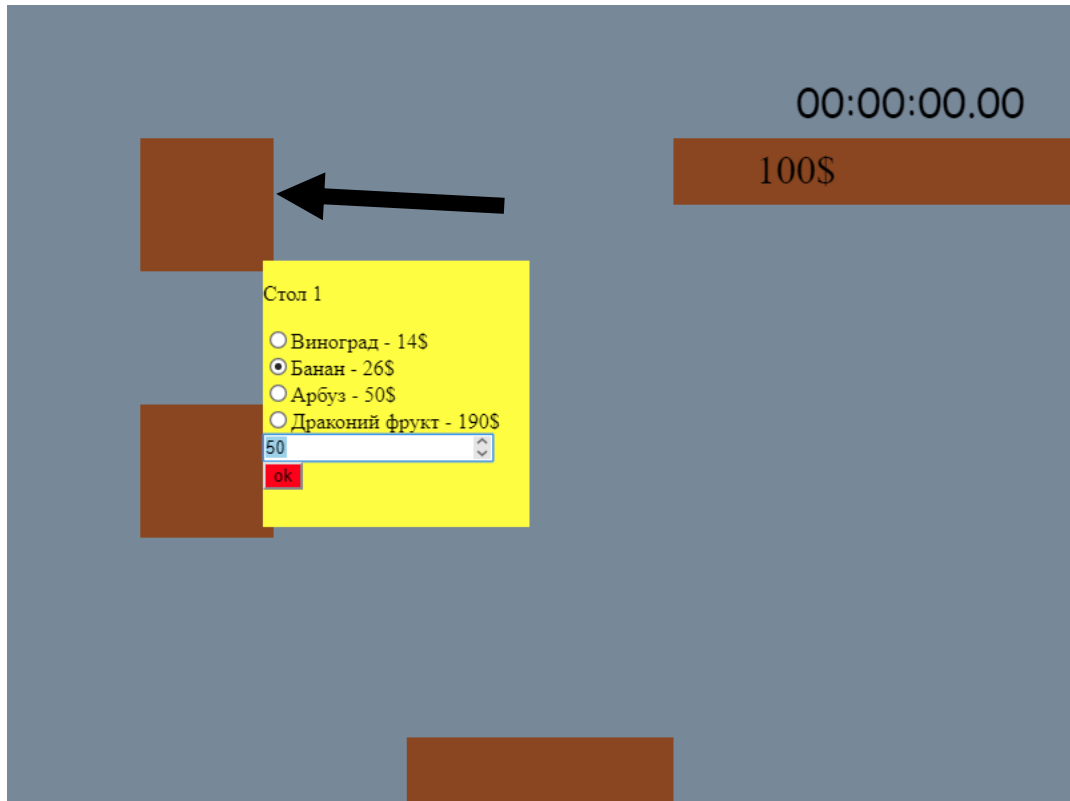 00:00:00.00
100$
Стол 1
Виноград - 14$
Банан - 26$
Арбуз - 50$
Драконий фрукт - 190$
50
ok